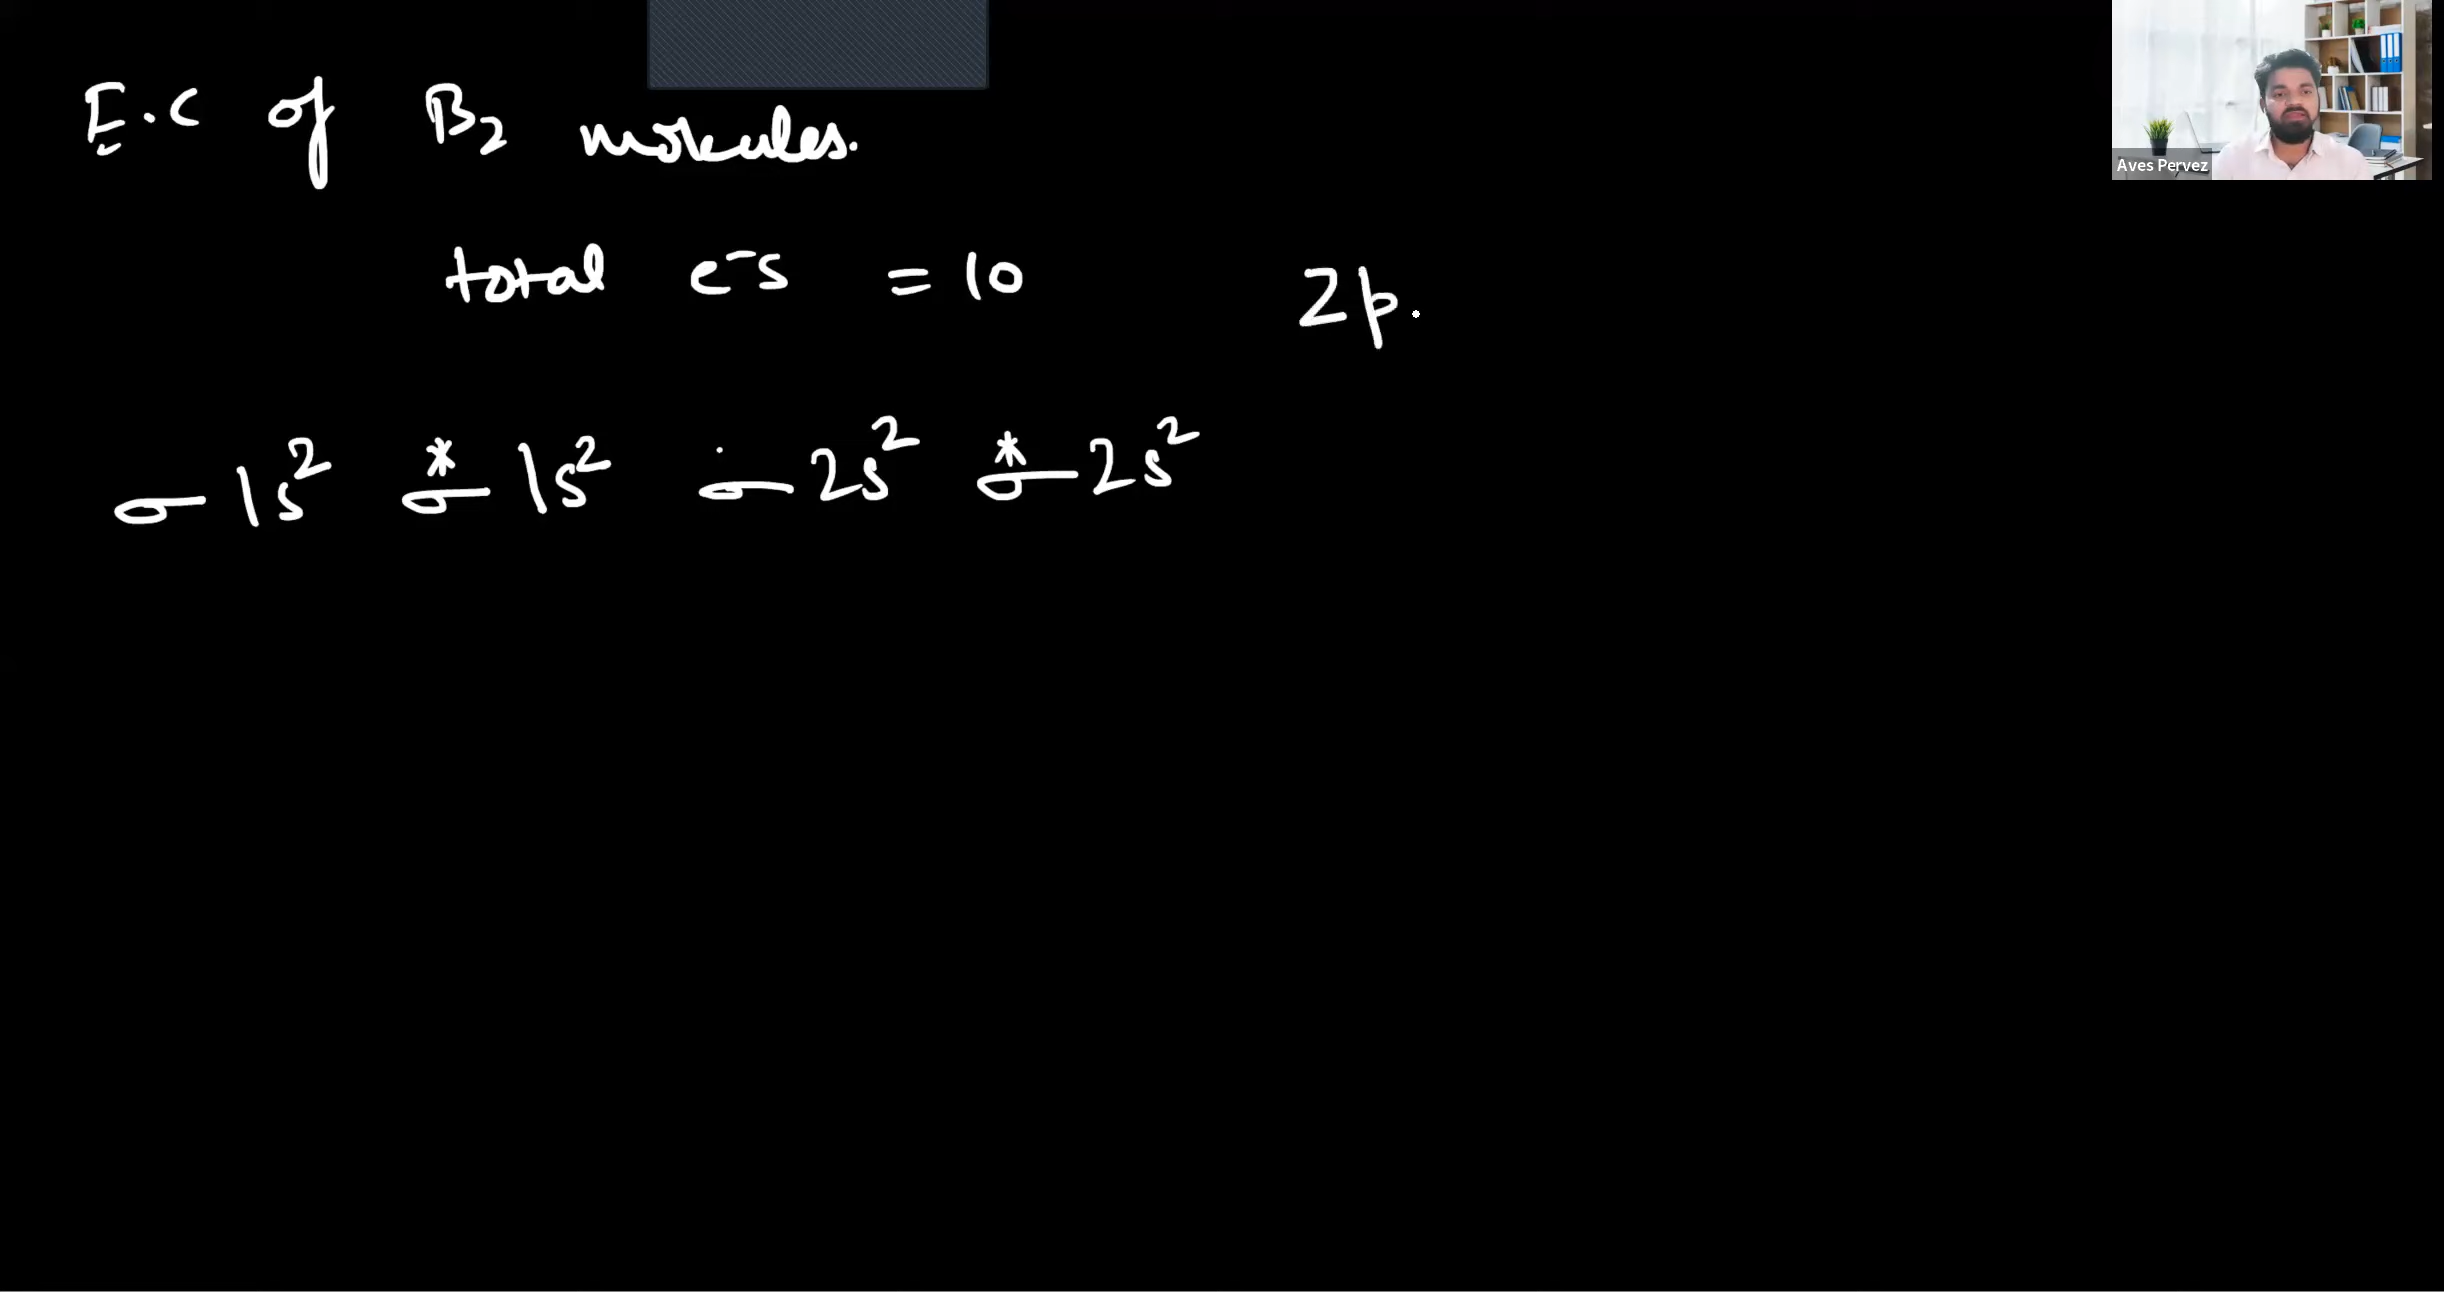 E.C of B₂ molecules.
Aves Pervez
total e⁻s = 10 2p.
σ1s² σ*1s² σ2s² σ*2s²